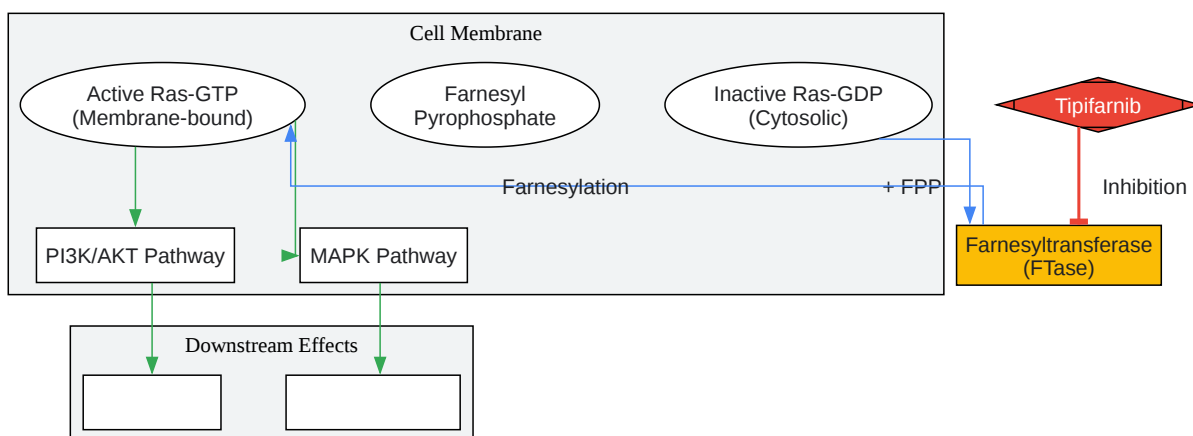 Cell Membrane
Active Ras-GTP
(Membrane-bound)
Farnesyl
Pyrophosphate
Inactive Ras-GDP
(Cytosolic)
Tipifarnib
Farnesylation
+ FPP
Inhibition
PI3K/AKT Pathway
MAPK Pathway
Farnesyltransferase
(FTase)
Downstream Effects